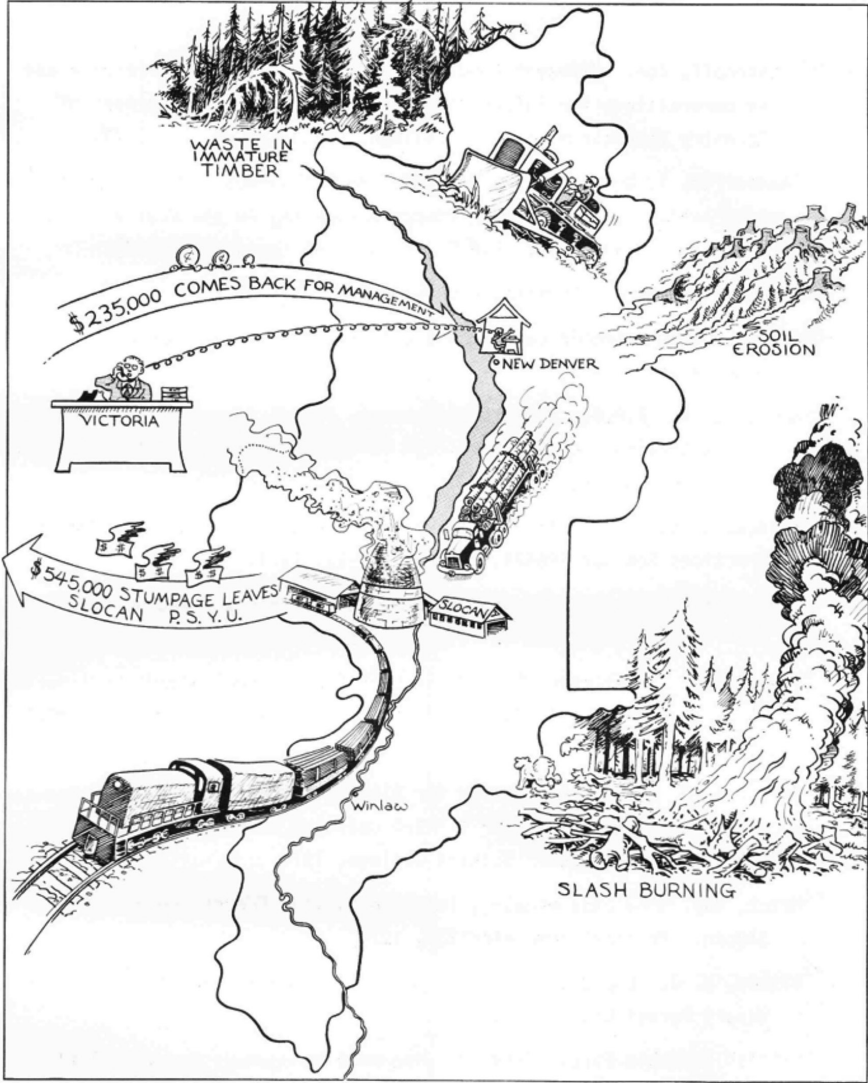 WASTE IN
IMMATURE
TIMBER
$235,000 COMES BACK FOR MANAGEMENT
SOIL
EROSION
NEW DENVER
VICTORIA
$545,000 STUMPAGE LEAVES
SLOCAN P.S.Y.U.
SLOCAN
Winlaw
SLASH BURNING